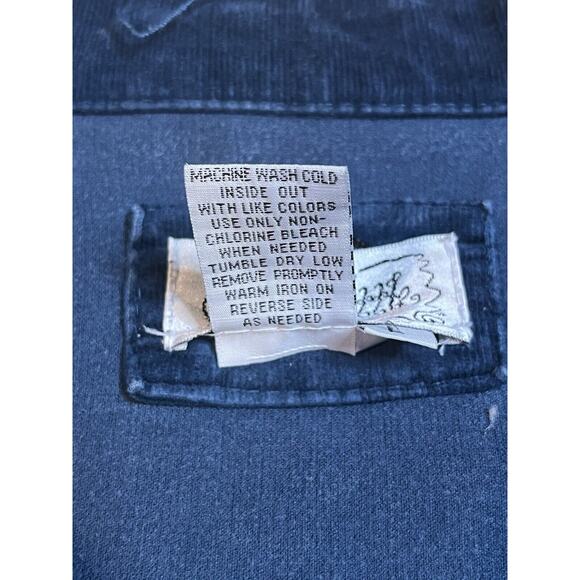 MACHINE WASH COLD
INSIDE OUT
WITH LIKE COLORS
USE ONLY NON-
CHLORINE BLEACH
WHEN NEEDED
TUMBLE DRY LOW
REMOVE PROMPTLY
WARM IRON ON
REVERSE SIDE
AS NEEDED